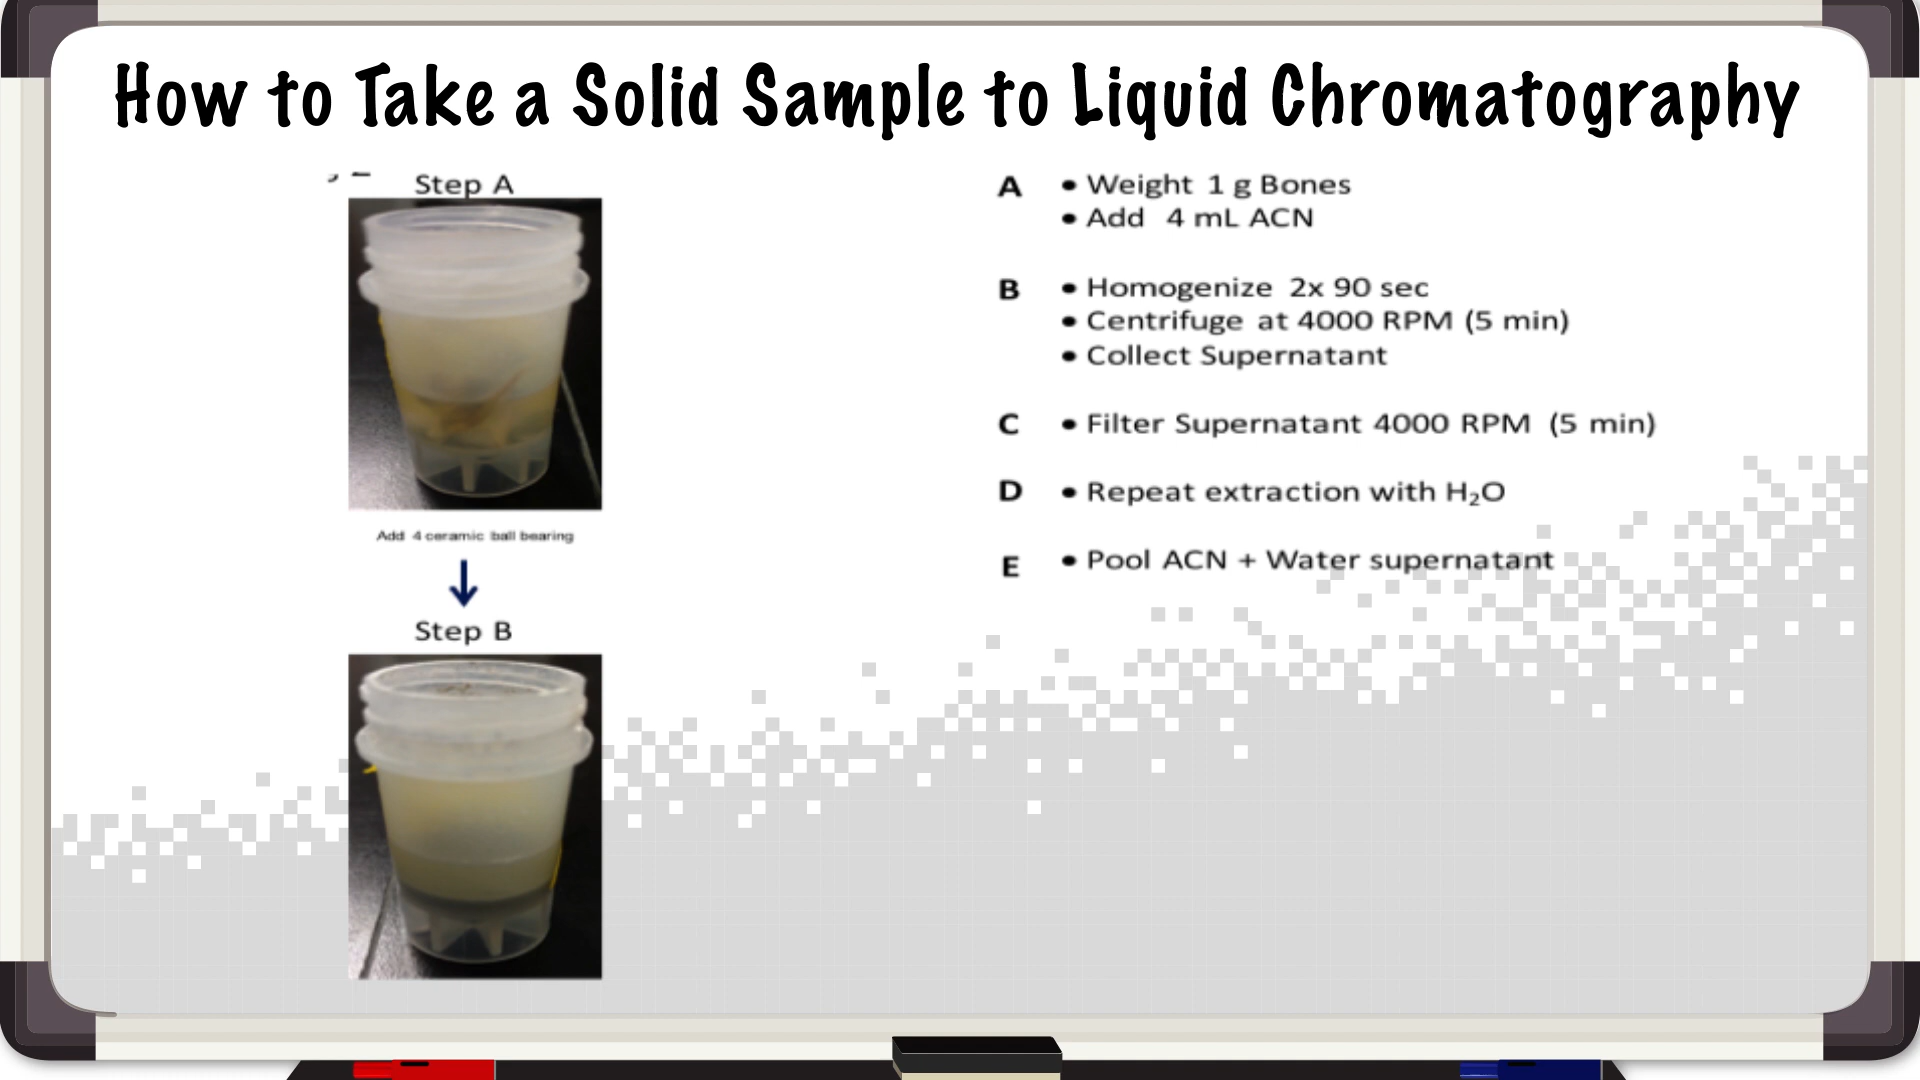 How to Take a Solid Sample to Liquid Chromatography
Step A
Add 4 ceramic ball bearing
Step B
A • Weight 1 g Bones
• Add 4 mL ACN
B • Homogenize 2x 90 sec
• Centrifuge at 4000 RPM (5 min)
• Collect Supernatant
C • Filter Supernatant 4000 RPM (5 min)
D • Repeat extraction with H₂O
E • Pool ACN + Water supernatant